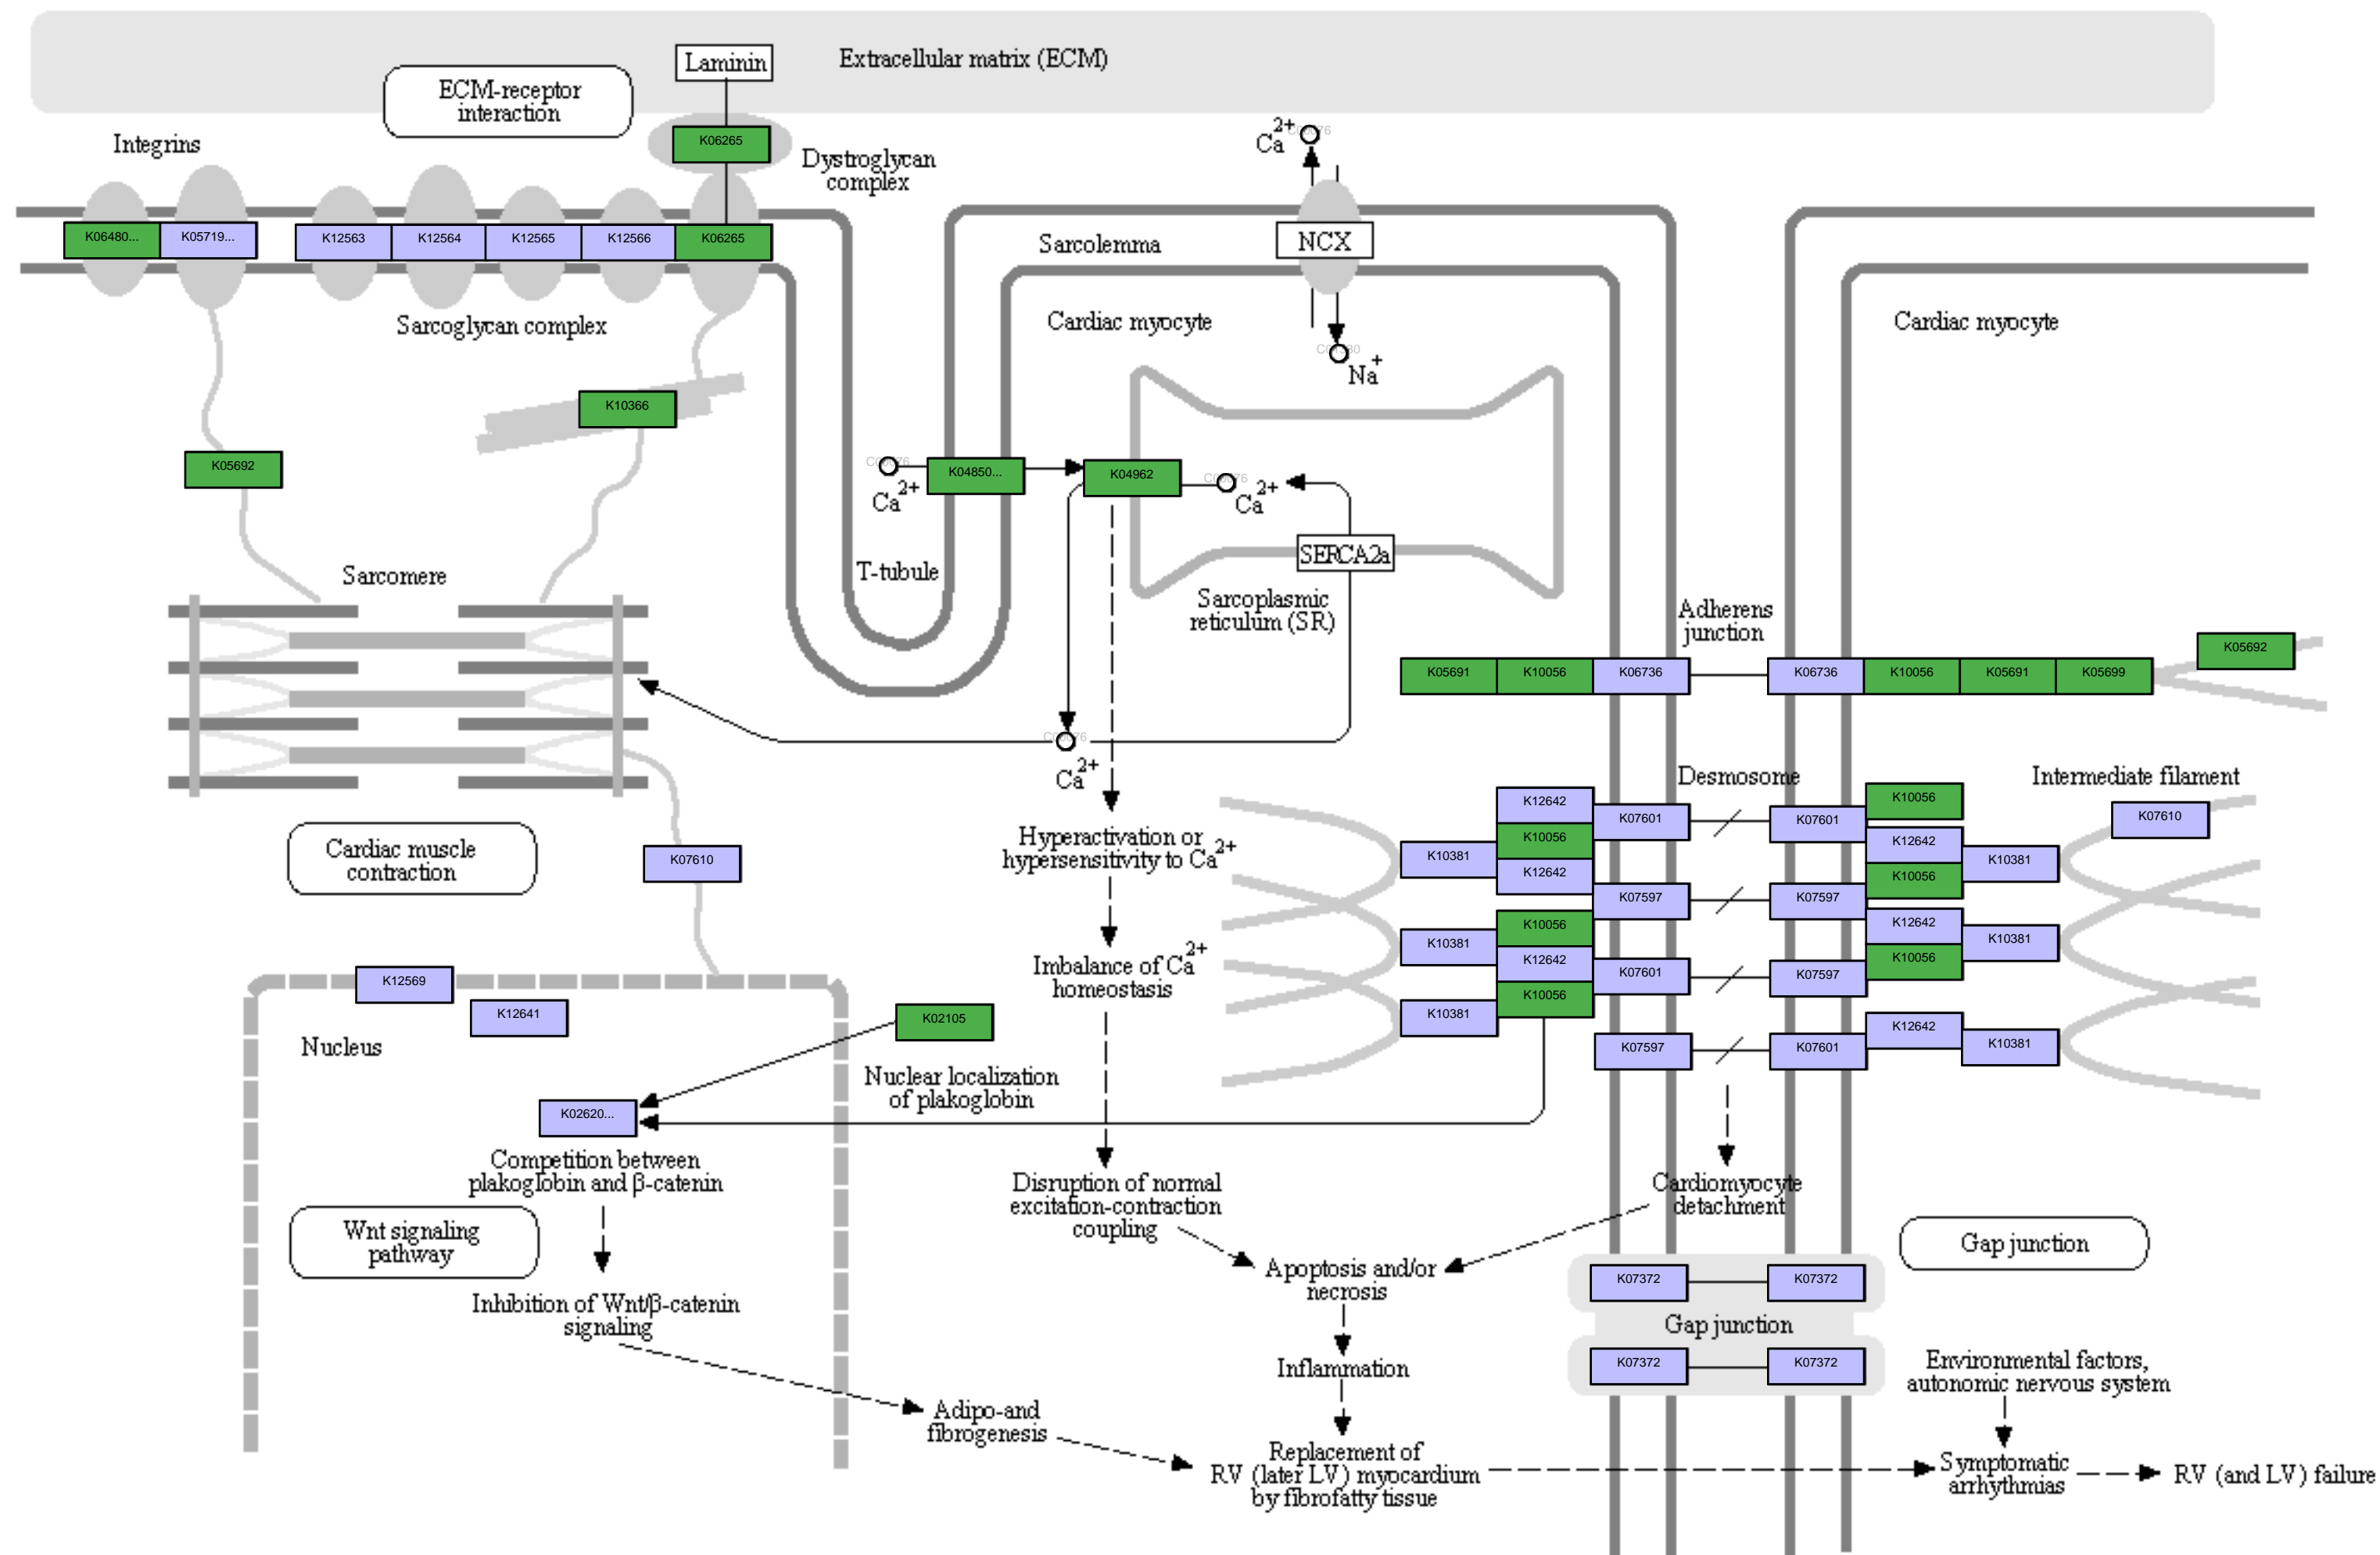 Laminin
Extracellular matrix (ECM)
ECM-receptor
interaction
K06265
Integrins
Dystroglycan
complex
Ca2+
K06480...
K05719...
K12563
K12564
K12565
K12566
K06265
Sarcolemma
NCX
Sarcoglycan complex
Cardiac myocyte
Cardiac myocyte
Na+
K10366
K05692
C00076
K04850...
K04962
C00076
Ca2+
Ca2+
SERCA2a
T-tubule
Sarcomere
Sarcoplasmic
reticulum (SR)
Adherens
junction
K05691
K10056
K06736
K06736
K10056
K05691
K05699
K05692
C00076
Ca2+
Desmosome
Intermediate filament
K12642
K10056
K07601
K07601
K07610
K10056
K12642
Hyperactivation or
hypersensitivity to Ca2+
Cardiac muscle
contraction
K07610
K10381
K12642
K10056
K10381
K07597
K07597
K10056
K12642
K10381
K12642
K10381
Imbalance of Ca2+
homeostasis
K07601
K07597
K10056
K12569
K12641
K02105
K10381
K10056
K12642
K10381
Nucleus
K07597
K07601
Nuclear localization
of plakoglobin
K02620...
Competition between
plakoglobin and β-catenin
Disruption of normal
excitation-contraction
coupling
Cardiomyocyte
detachment
Wnt signaling
pathway
Gap junction
Apoptosis and/or
necrosis
K07372
K07372
Inhibition of Wnt/β-catenin
signaling
Gap junction
Inflammation
K07372
K07372
Environmental factors,
autonomic nervous system
Adipo-and
fibrogenesis
Replacement of
RV (later LV) myocardium
by fibrofatty tissue
Symptomatic
arrhythmias
RV (and LV) failure